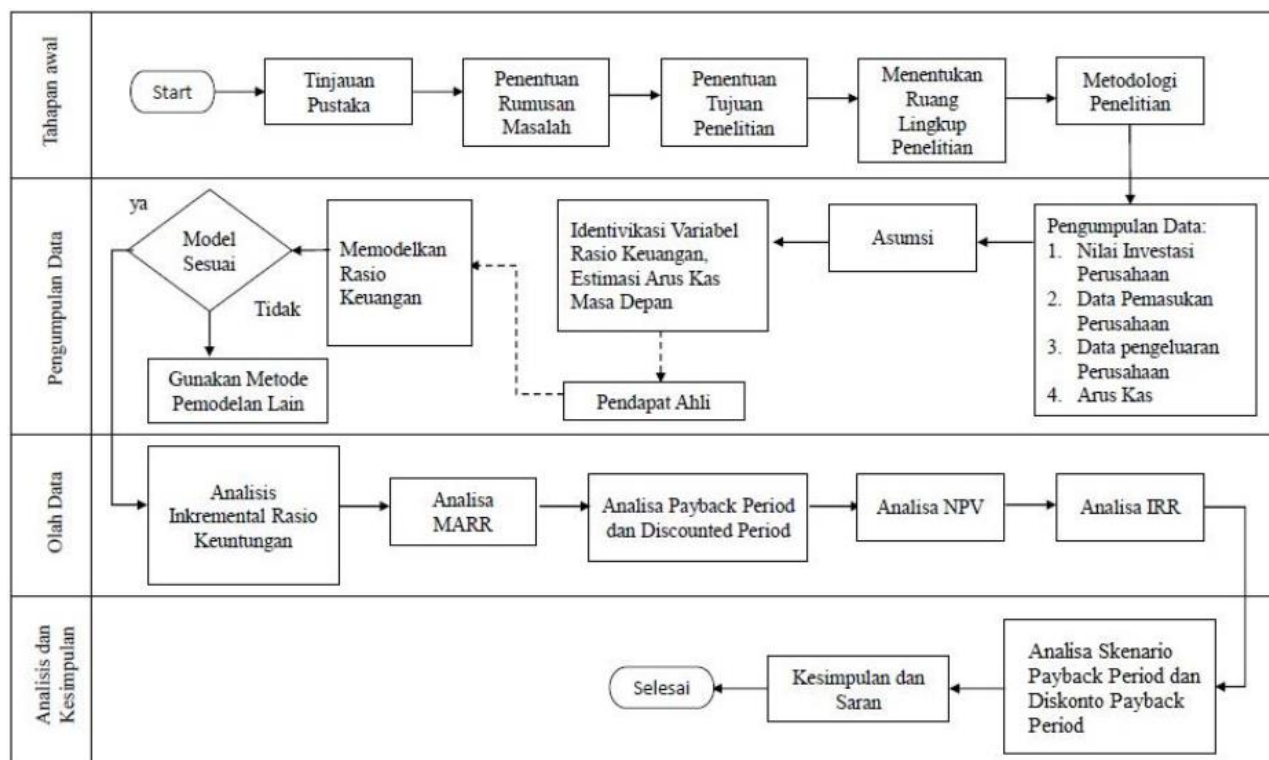 Tahapan awal
Start
Tinjauan
Pustaka
Penentuan
Rumusan
Masalah
Penentuan
Tujuan
Penelitian
Menentukan
Ruang
Lingkup
Penelitian
Metodologi
Penelitian
Pengumpulan Data
ya
Model
Sesuai
Tidak
Gunakan Metode
Pemodelan Lain
Memodelkan
Rasio
Keuangan
Identivikasi Variabel
Rasio Keuangan,
Estimasi Arus Kas
Masa Depan
Pendapat Ahli
Asumsi
Pengumpulan Data:
1. Nilai Investasi
Perusahaan
2. Data Pemasukan
Perusahaan
3. Data pengeluaran
Perusahaan
4. Arus Kas
Olah Data
Analisis
Inkremental Rasio
Keuntungan
Analisa
MARR
Analisa Payback Period
dan Discounted Period
Analisa NPV
Analisa IRR
Analisis dan
Kesimpulan
Selesai
Kesimpulan dan
Saran
Analisa Skenario
Payback Period dan
Diskonto Payback
Period